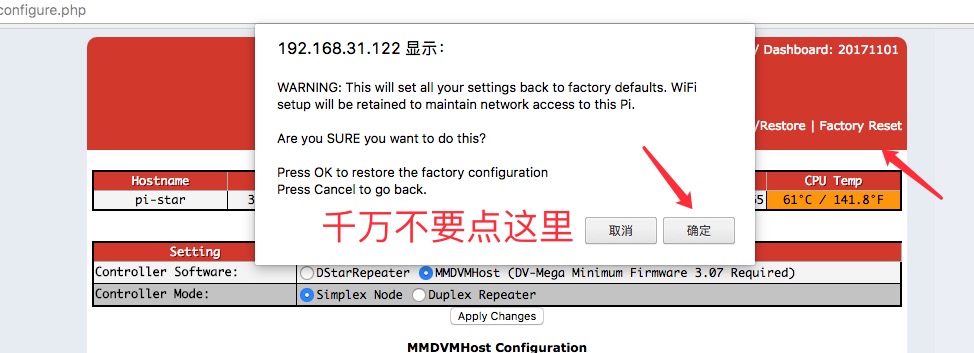 configure.php
192.168.31.122 显示：
/ Dashboard: 20171101
WARNING: This will set all your settings back to factory defaults. WiFi
setup will be retained to maintain network access to this Pi.
/Restore | Factory Reset
Are you SURE you want to do this?
Press OK to restore the factory configuration
Press Cancel to go back.
Hostname
CPU Temp
pi-star
3
55
61°C / 141.8°F
千万不要点这里
取消
确定
Setting
Controller Software:
DStarRepeater
MMDVMHost (DV-Mega Minimum Firmware 3.07 Required)
Controller Mode:
Simplex Node
Duplex Repeater
Apply Changes
MMDVMHost Configuration